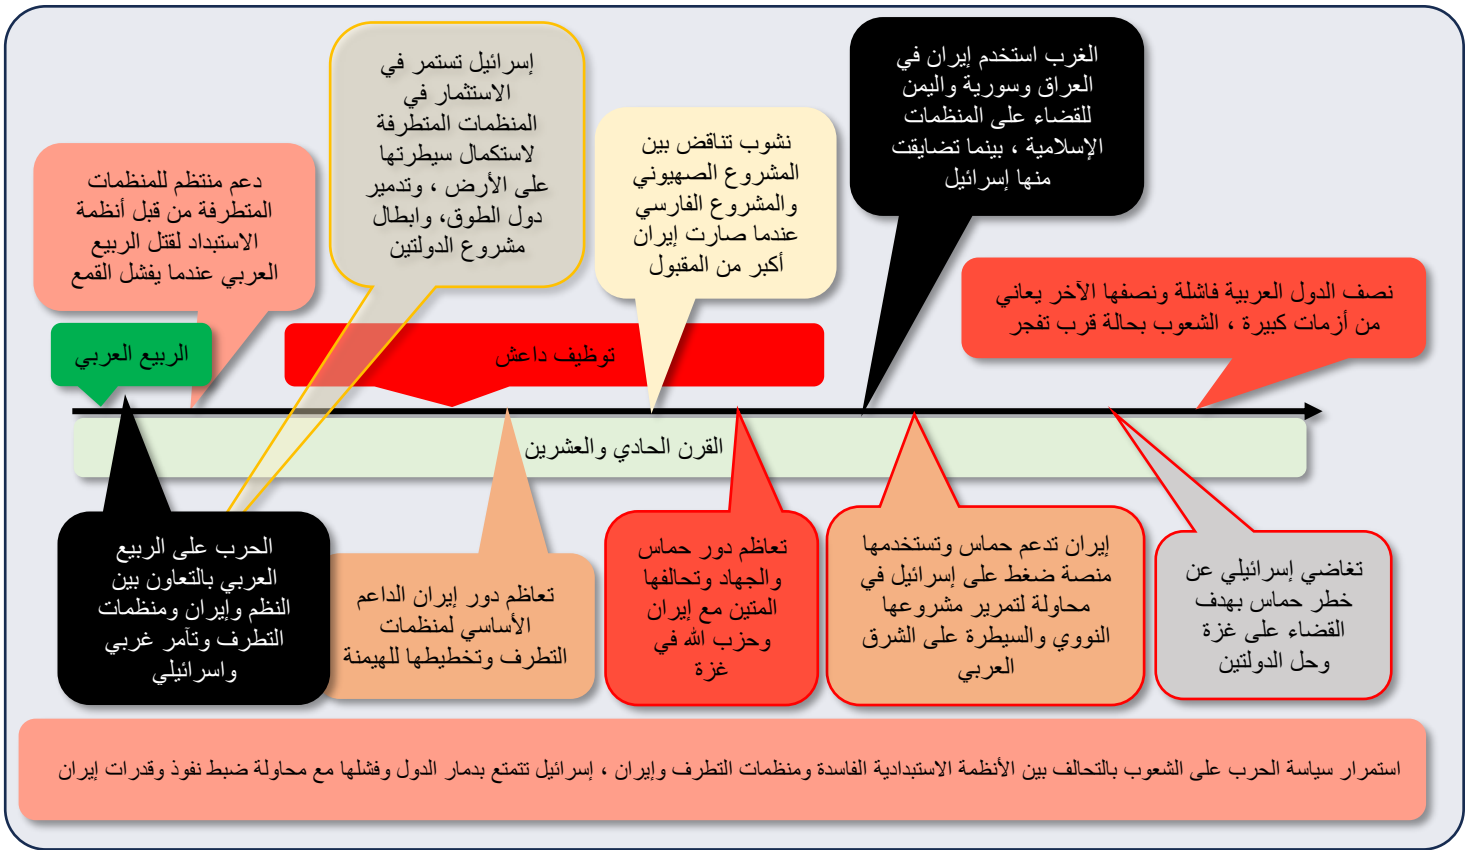 الغرب استخدم إيران في
العراق وسورية واليمن
للقضاء على المنظمات
الإسلامية ، بينما تضايقت
منها إسرائيل
إسرائيل تستمر في
الاستثمار في
المنظمات المتطرفة
لاستكمال سيطرتها
على الأرض ، وتدمير
دول الطوق، وابطال
مشروع الدولتين
نشوب تناقض بين
المشروع الصهيوني
والمشروع الفارسي
عندما صارت إيران
أكبر من المقبول
دعم منتظم للمنظمات
المتطرفة من قبل أنظمة
الاستبداد لقتل الربيع
العربي عندما يفشل القمع
نصف الدول العربية فاشلة ونصفها الآخر يعاني
من أزمات كبيرة ، الشعوب بحالة قرب تفجر
الربيع العربي
توظيف داعش
القرن الحادي والعشرين
الحرب على الربيع
العربي بالتعاون بين
النظم وإيران ومنظمات
التطرف وتآمر غربي
واسرائيلي
تعاظم دور إيران الداعم
الأساسي لمنظمات
التطرف وتخطيطها للهيمنة
تعاظم دور حماس
والجهاد وتحالفها
المتين مع إيران
وحزب الله في
غزة
إيران تدعم حماس وتستخدمها
منصة ضغط على إسرائيل في
محاولة لتمرير مشروعها
النووي والسيطرة على الشرق
العربي
تغاضي إسرائيلي عن
خطر حماس بهدف
القضاء على غزة
وحل الدولتين
استمرار سياسة الحرب على الشعوب بالتحالف بين الأنظمة الاستبدادية الفاسدة ومنظمات التطرف وإيران ، إسرائيل تتمتع بدمار الدول وفشلها مع محاولة ضبط نفوذ وقدرات إيران